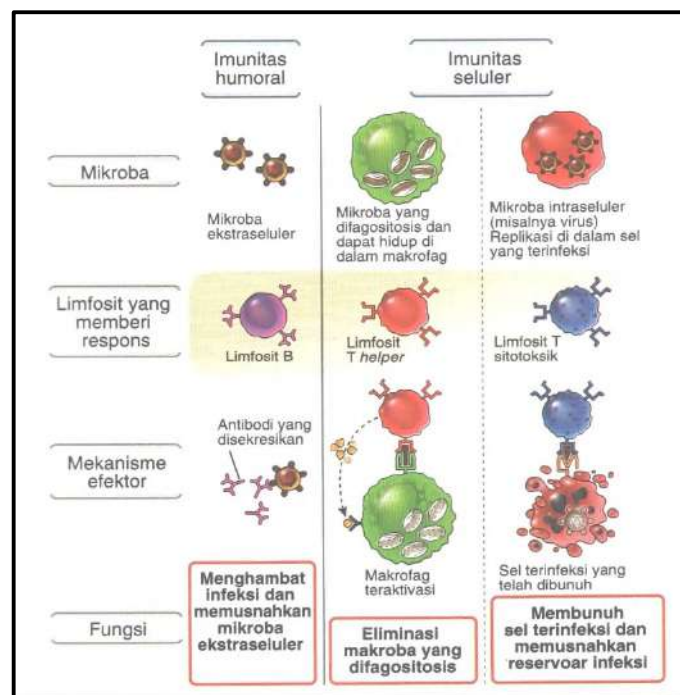 Imunitas
humoral
Imunitas
seluler
Mikroba
Mikroba
ekstraseluler
Mikroba yang
difagositosis dan
dapat hidup di
dalam makrofag
Mikroba intraseluler
(misalnya virus)
Replikasi di dalam sel
yang terinfeksi
Limfosit yang
memberi
respons
Limfosit B
Limfosit
T helper
Limfosit T
sitotoksik
Mekanisme
efektor
Antibodi yang
disekresikan
Makrofag
teraktivasi
Sel terinfeksi yang
telah dibunuh
Fungsi
Menghambat
infeksi dan
memusnahkan
mikroba
ekstraseluler
Eliminasi
makroba yang
difagositosis
Membunuh
sel terinfeksi dan
memusnahkan
reservoar infeksi